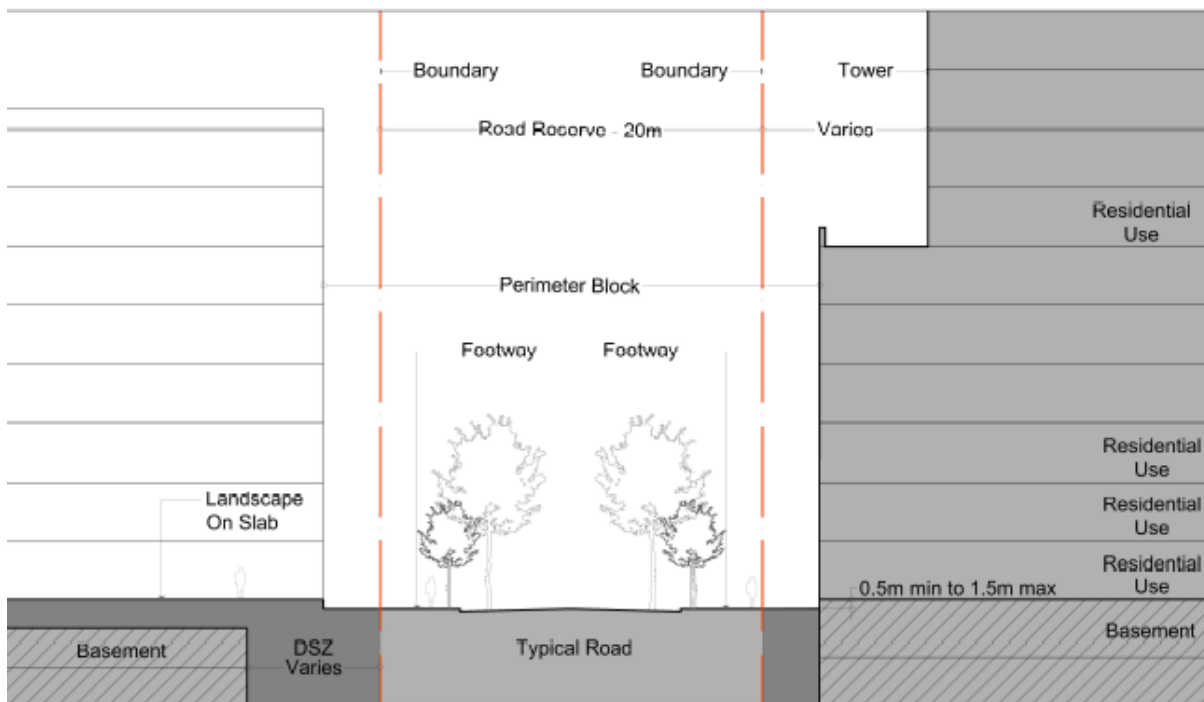 Boundary
Boundary
Tower
Road Reserve - 20m
Varies
Residential
Use
Perimeter Block
Footway
Footway
Residential
Use
Landscape
On Slab
Residential
Use
Residential
Use
0.5m min to 1.5m max
Basement
DSZ
Varies
Typical Road
Basement